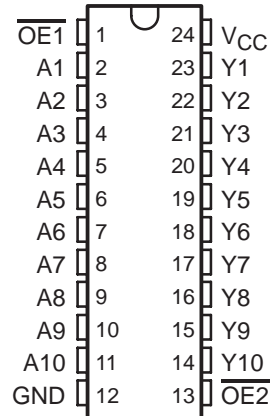 O̅E̅1̅ 1 24 VCC
A1 2 23 Y1
A2 3 22 Y2
A3 4 21 Y3
A4 5 20 Y4
A5 6 19 Y5
A6 7 18 Y6
A7 8 17 Y7
A8 9 16 Y8
A9 10 15 Y9
A10 11 14 Y10
GND 12 13 O̅E̅2̅